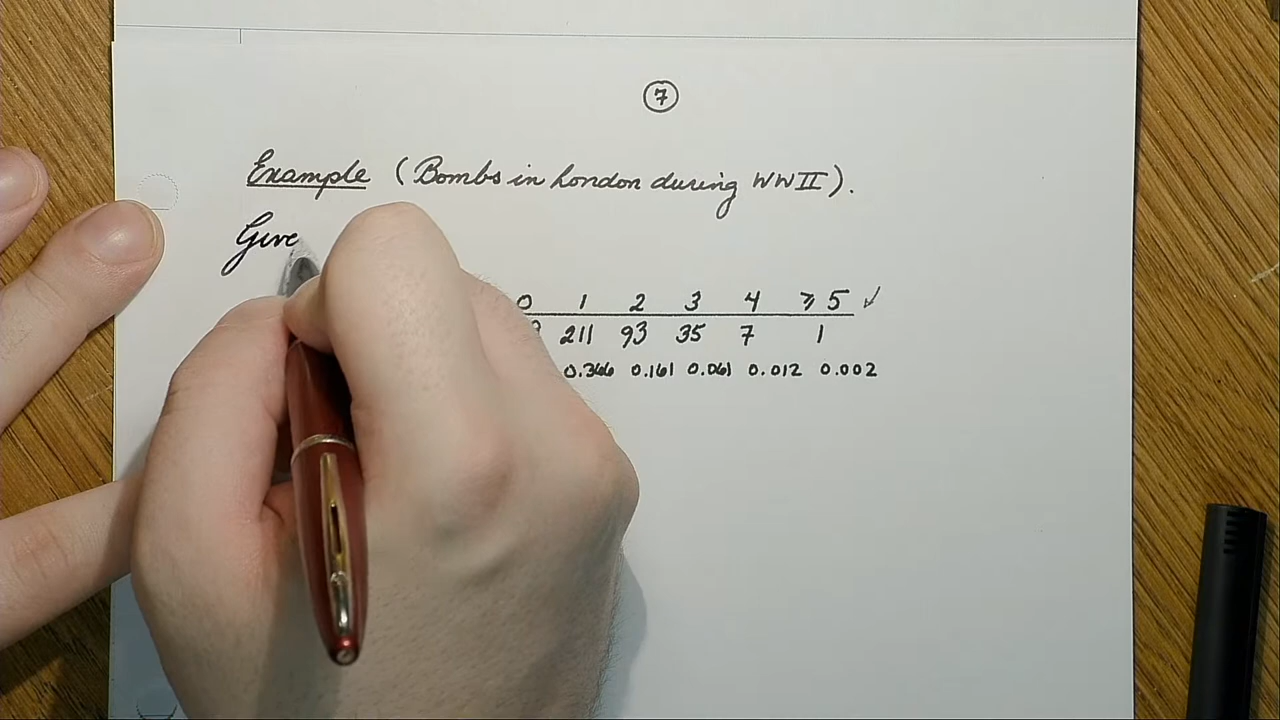 7
Example (Bombs in London during WWII).
Give
0 1 2 3 4 ⩾ 5 ✓
211 93 35 7 1
0.366 0.161 0.061 0.012 0.002